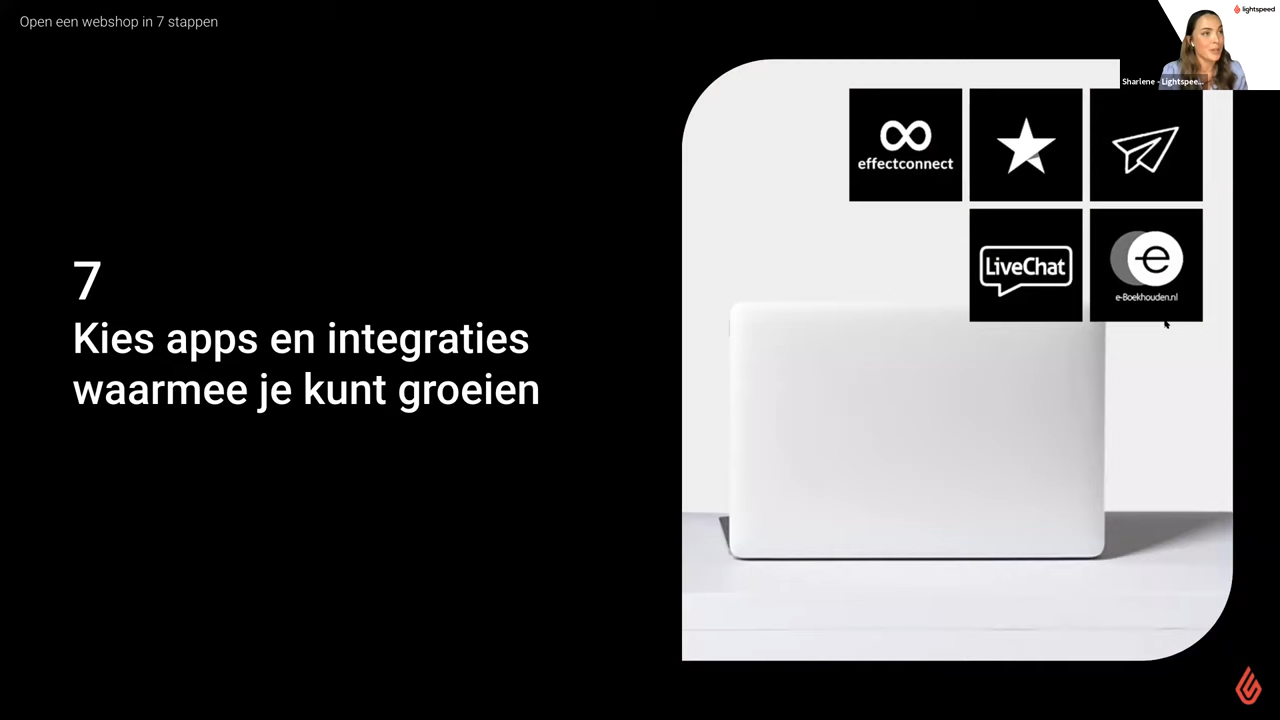 Open een webshop in 7 stappen
lightspeed
Sharlene - Lightspee...
effectconnect
LiveChat
e
e-Boekhouden.nl
7
Kies apps en integraties
waarmee je kunt groeien